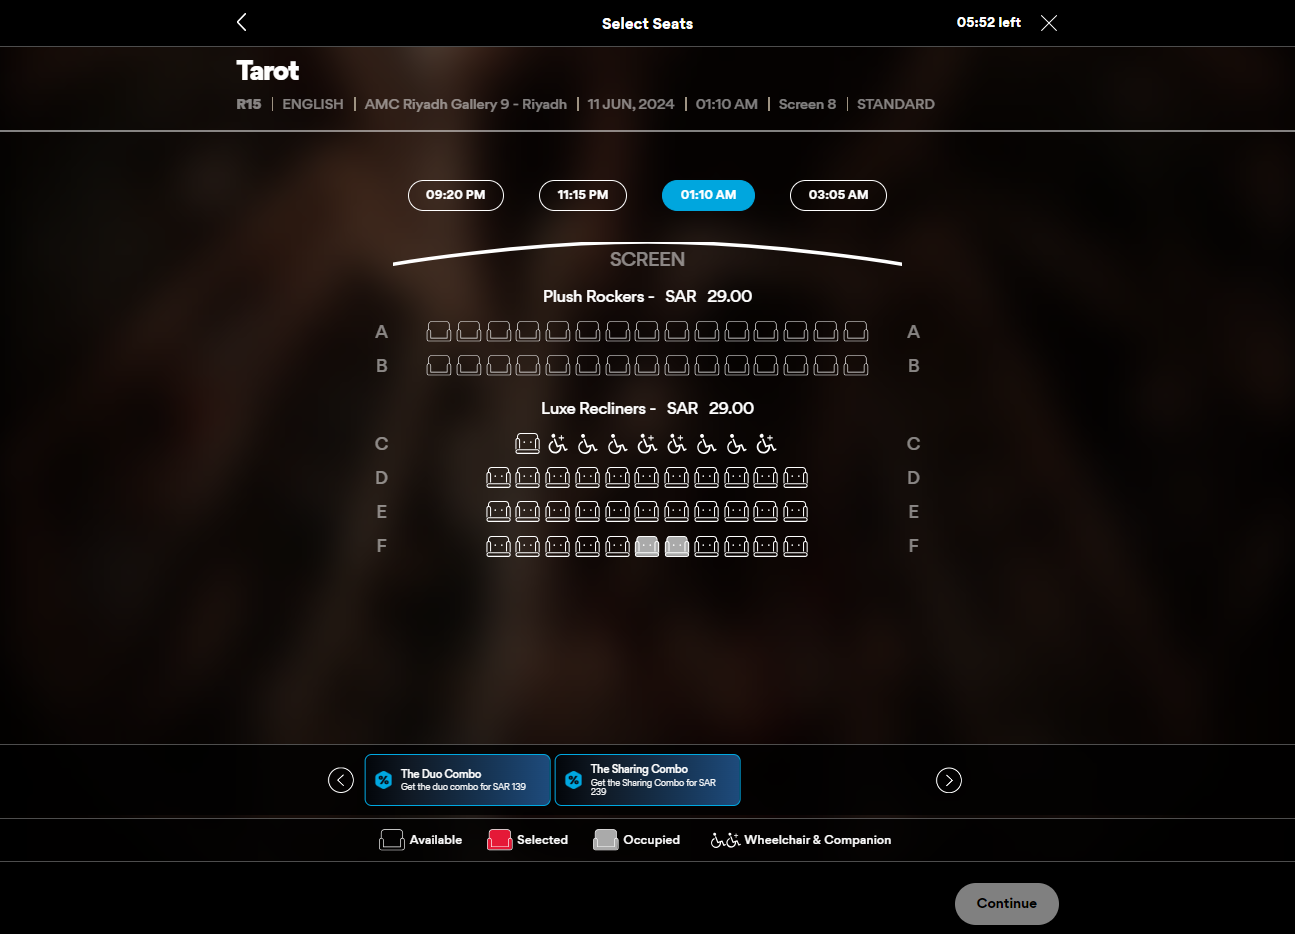 Select Seats
05:52 left
Tarot
R15 | ENGLISH | AMC Riyadh Gallery 9 - Riyadh | 11 JUN, 2024 | 01:10 AM | Screen 8 | STANDARD
09:20 PM 11:15 PM 01:10 AM 03:05 AM
SCREEN
Plush Rockers - SAR 29.00
A A
B B
Luxe Recliners - SAR 29.00
C C
D D
E E
F F
The Duo Combo
Get the duo combo for SAR 139
The Sharing Combo
Get the Sharing Combo for SAR
239
Available Selected Occupied Wheelchair & Companion
Continue